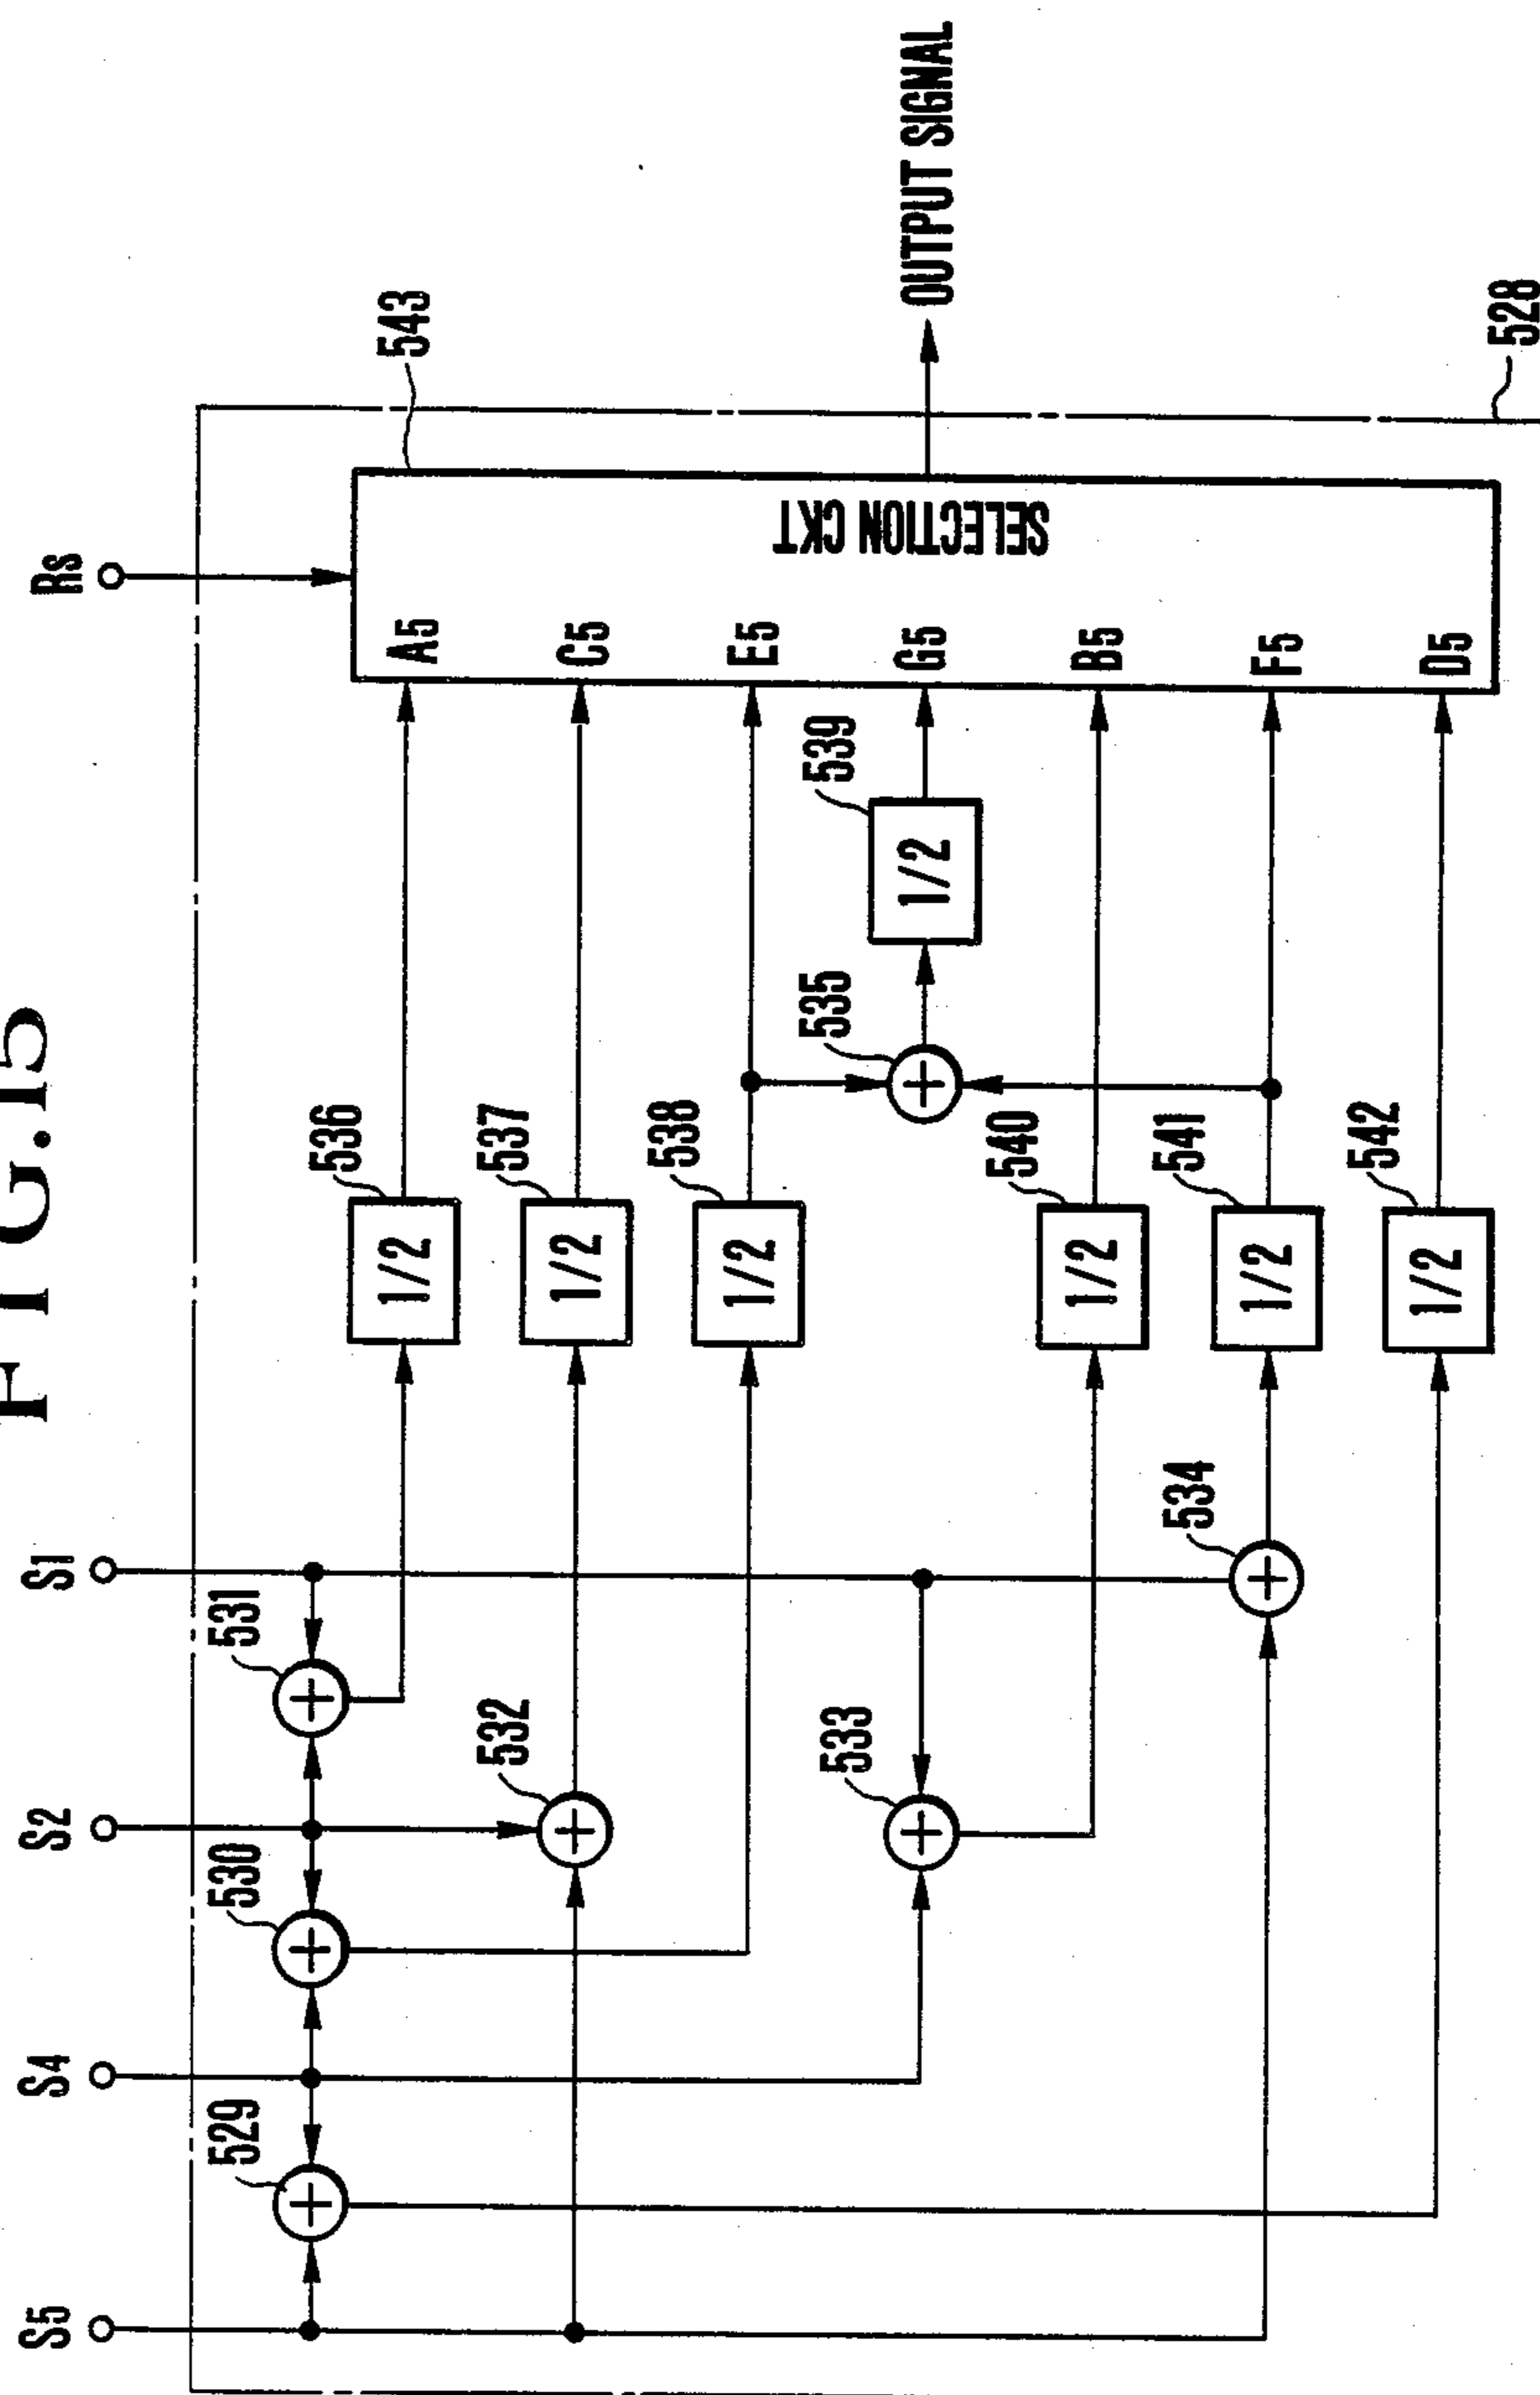 FIG.15
S5
S4
S2
S1
Rs
529
530
531
532
533
534
536
1/2
537
1/2
538
1/2
540
1/2
541
1/2
542
1/2
535
539
1/2
A5
C5
E5
G5
B5
F5
D5
SELECTION CKT
543
OUTPUT SIGNAL
528